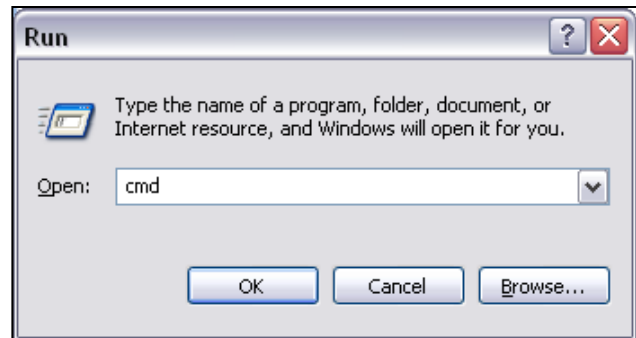 Run
?
Type the name of a program, folder, document, or
Internet resource, and Windows will open it for you.
Open: cmd
OK Cancel Browse...